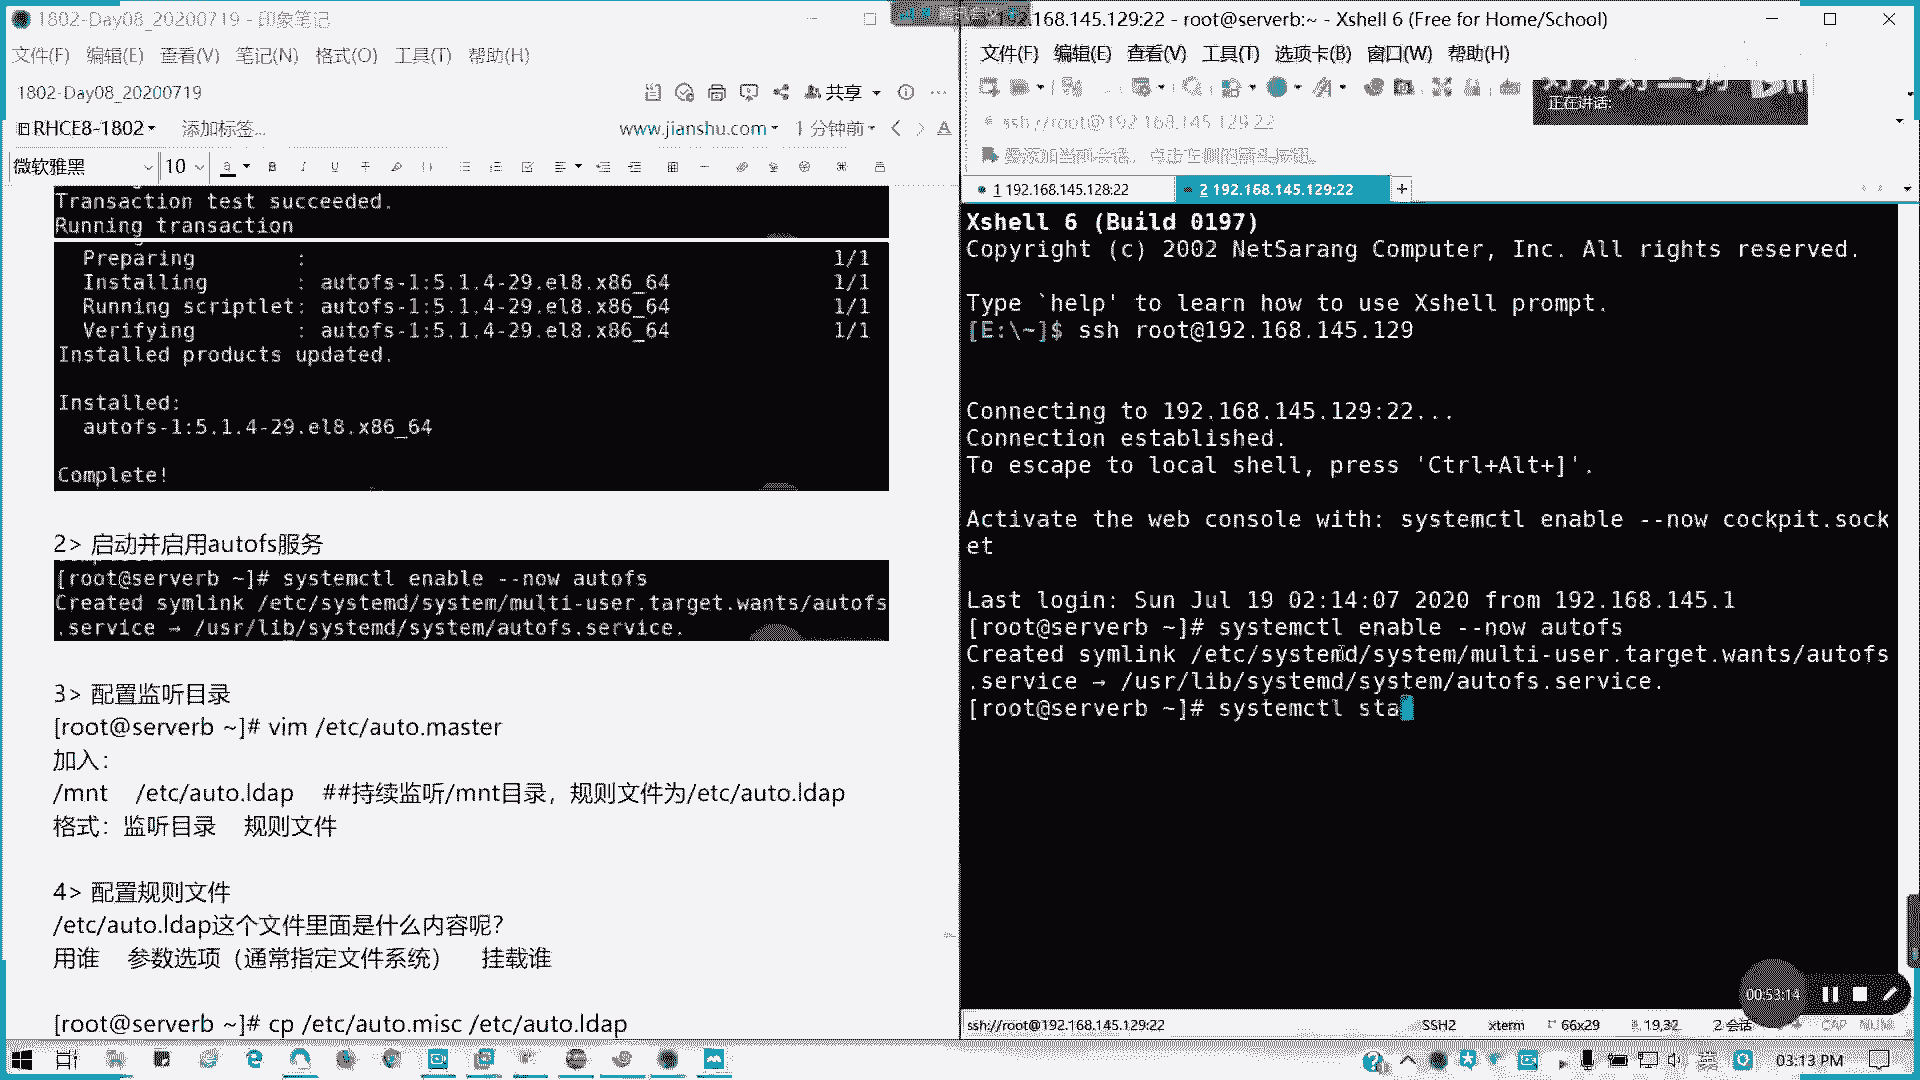 1802-Day08_20200719 - 印象笔记
文件(F) 编辑(E) 查看(V) 笔记(N) 格式(O) 工具(T) 帮助(H)
1802-Day08_20200719
共享
RHCE8-1802 添加标签...
www.jianshu.com 1 分钟前
微软雅黑 10
Transaction test succeeded.
Running transaction
Preparing : 1/1
Installing : autofs-1:5.1.4-29.el8.x86_64 1/1
Running scriptlet: autofs-1:5.1.4-29.el8.x86_64 1/1
Verifying : autofs-1:5.1.4-29.el8.x86_64 1/1
Installed products updated.
Installed:
autofs-1:5.1.4-29.el8.x86_64
Complete!
2> 启动并启用autofs服务
[root@serverb ~]# systemctl enable --now autofs
Created symlink /etc/systemd/system/multi-user.target.wants/autofs
.service → /usr/lib/systemd/system/autofs.service.
3> 配置监听目录
[root@serverb ~]# vim /etc/auto.master
加入:
/mnt /etc/auto.ldap ##持续监听/mnt目录，规则文件为/etc/auto.ldap
格式：监听目录 规则文件
4> 配置规则文件
/etc/auto.ldap这个文件里面是什么内容呢?
用谁 参数选项（通常指定文件系统） 挂载谁
[root@serverb ~]# cp /etc/auto.misc /etc/auto.ldap
192.168.145.129:22 - root@serverb:~ - Xshell 6 (Free for Home/School)
文件(F) 编辑(E) 查看(V) 工具(T) 选项卡(B) 窗口(W) 帮助(H)
正在讲话:
ssh://root@192.168.145.129:22
要添加当前会话，点击左侧的箭头按钮。
1 192.168.145.128:22
2 192.168.145.129:22
Xshell 6 (Build 0197)
Copyright (c) 2002 NetSarang Computer, Inc. All rights reserved.
Type `help' to learn how to use Xshell prompt.
[E:\~]$ ssh root@192.168.145.129
Connecting to 192.168.145.129:22...
Connection established.
To escape to local shell, press 'Ctrl+Alt+]'.
Activate the web console with: systemctl enable --now cockpit.sock
et
Last login: Sun Jul 19 02:14:07 2020 from 192.168.145.1
[root@serverb ~]# systemctl enable --now autofs
Created symlink /etc/systemd/system/multi-user.target.wants/autofs
.service → /usr/lib/systemd/system/autofs.service.
[root@serverb ~]# systemctl sta
00:53:14
ssh://root@192.168.145.129:22 SSH2 xterm 66x29 19,32 2 会话 CAP NUM
英
03:13 PM